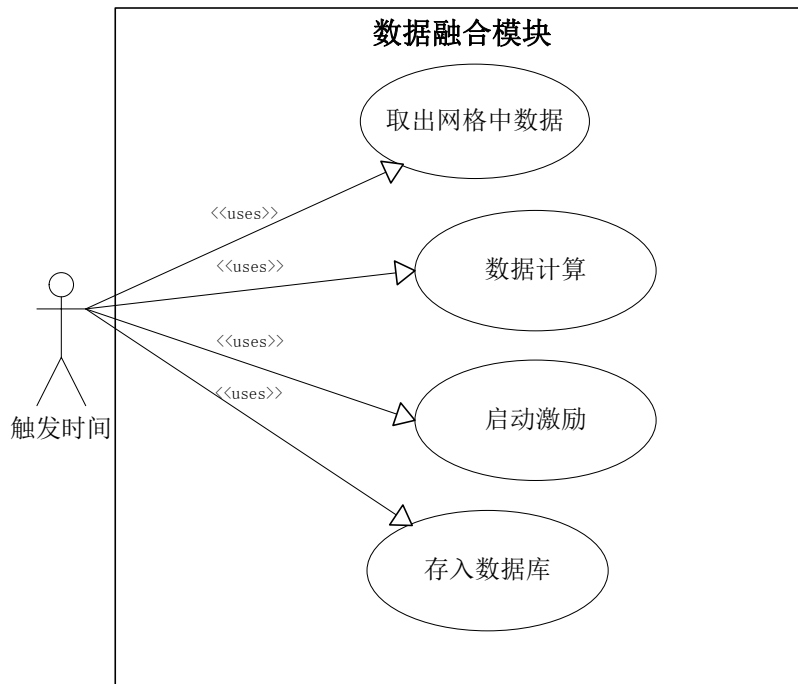 数据融合模块
取出网格中数据
<<uses>>
数据计算
<<uses>>
<<uses>>
启动激励
<<uses>>
触发时间
存入数据库